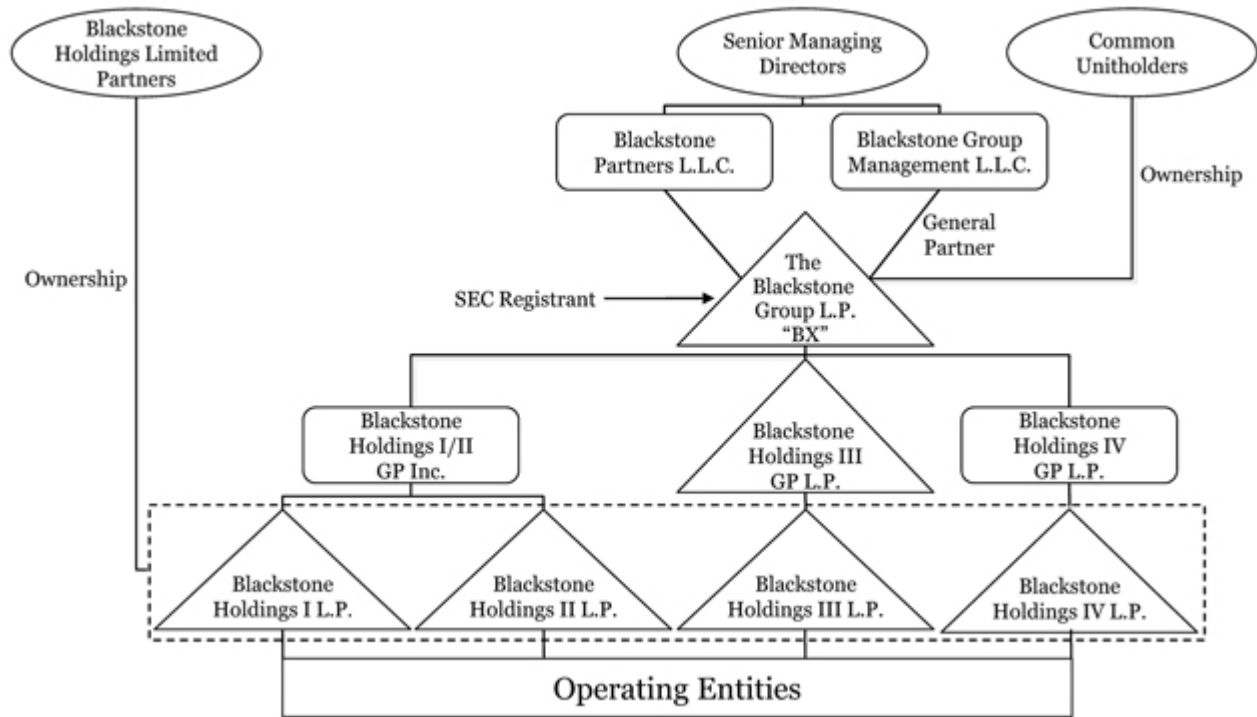 Blackstone
Holdings Limited
Partners
Senior Managing
Directors
Common
Unitholders
Blackstone
Partners L.L.C.
Blackstone Group
Management L.L.C.
Ownership
General
Partner
Ownership
SEC Registrant
The
Blackstone
Group L.P.
“BX”
Blackstone
Holdings I/II
GP Inc.
Blackstone
Holdings III
GP L.P.
Blackstone
Holdings IV
GP L.P.
Blackstone
Holdings I L.P.
Blackstone
Holdings II L.P.
Blackstone
Holdings III L.P.
Blackstone
Holdings IV L.P.
Operating Entities